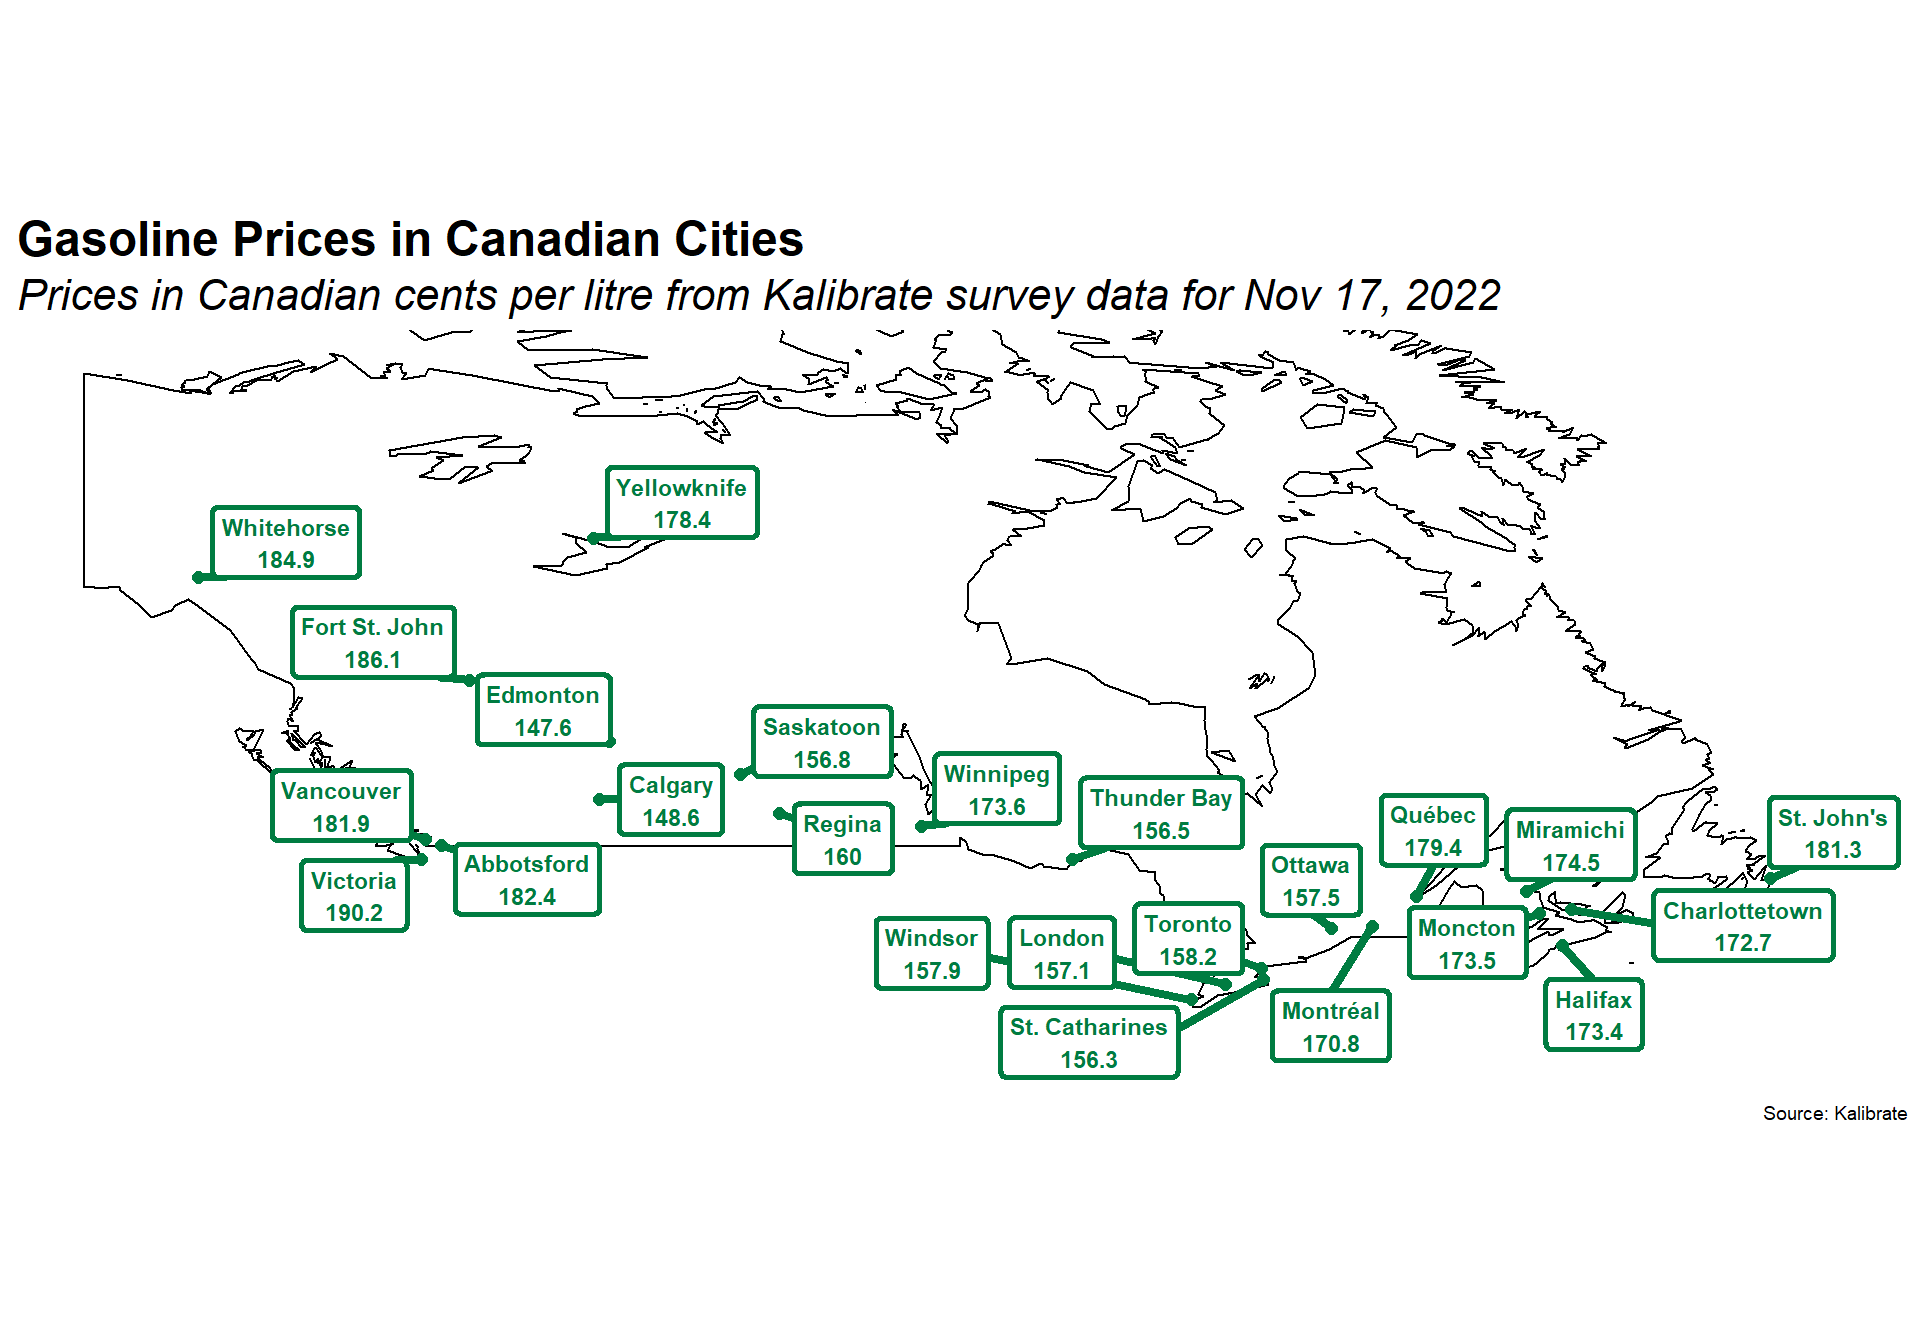 Gasoline Prices in Canadian Cities
Prices in Canadian cents per litre from Kalibrate survey data for Nov 17, 2022
Yellowknife
178.4
Whitehorse
184.9
Fort St. John
186.1
Edmonton
147.6
Saskatoon
156.8
Winnipeg
173.6
Calgary
148.6
Vancouver
181.9
Thunder Bay
156.5
Regina
160
Québec
179.4
Miramichi
174.5
St. John's
181.3
Abbotsford
182.4
Victoria
190.2
Ottawa
157.5
Charlottetown
172.7
Toronto
158.2
Moncton
173.5
Windsor
157.9
London
157.1
St. Catharines
156.3
Montréal
170.8
Halifax
173.4
Source: Kalibrate